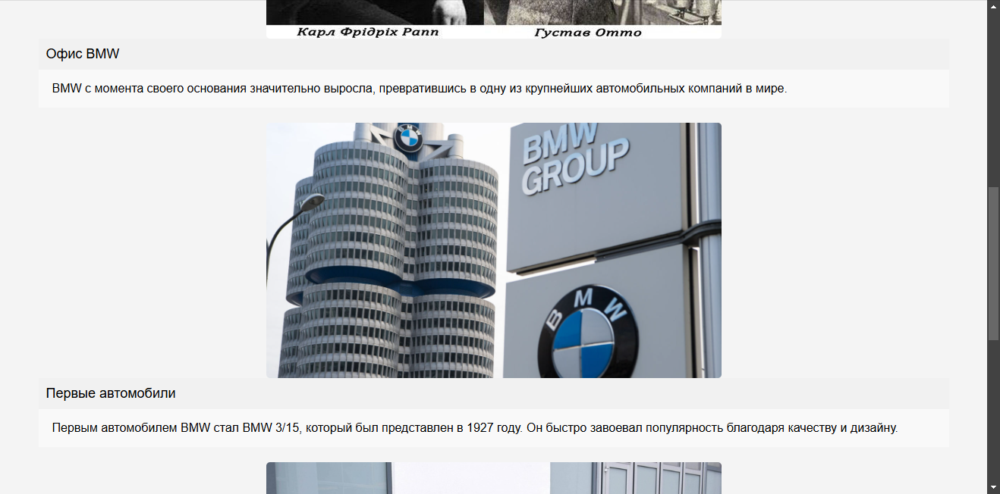 Карл Фрідріх Рапп
Густав Отто
Офис BMW
BMW с момента своего основания значительно выросла, превратившись в одну из крупнейших автомобильных компаний в мире.
BMW
BMW
GROUP
BMW
Первые автомобили
Первым автомобилем BMW стал BMW 3/15, который был представлен в 1927 году. Он быстро завоевал популярность благодаря качеству и дизайну.